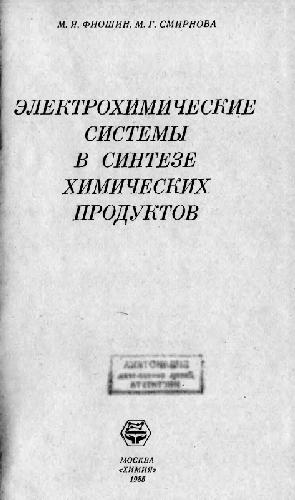 М. Я. ФИОШИН, М. Г. СМИРНОВА
ЭЛЕКТРОХИМИЧЕСКИЕ
СИСТЕМЫ
В СИНТЕЗЕ
ХИМИЧЕСКИХ
ПРОДУКТОВ
МОСКВА
«ХИМИЯ»
1985